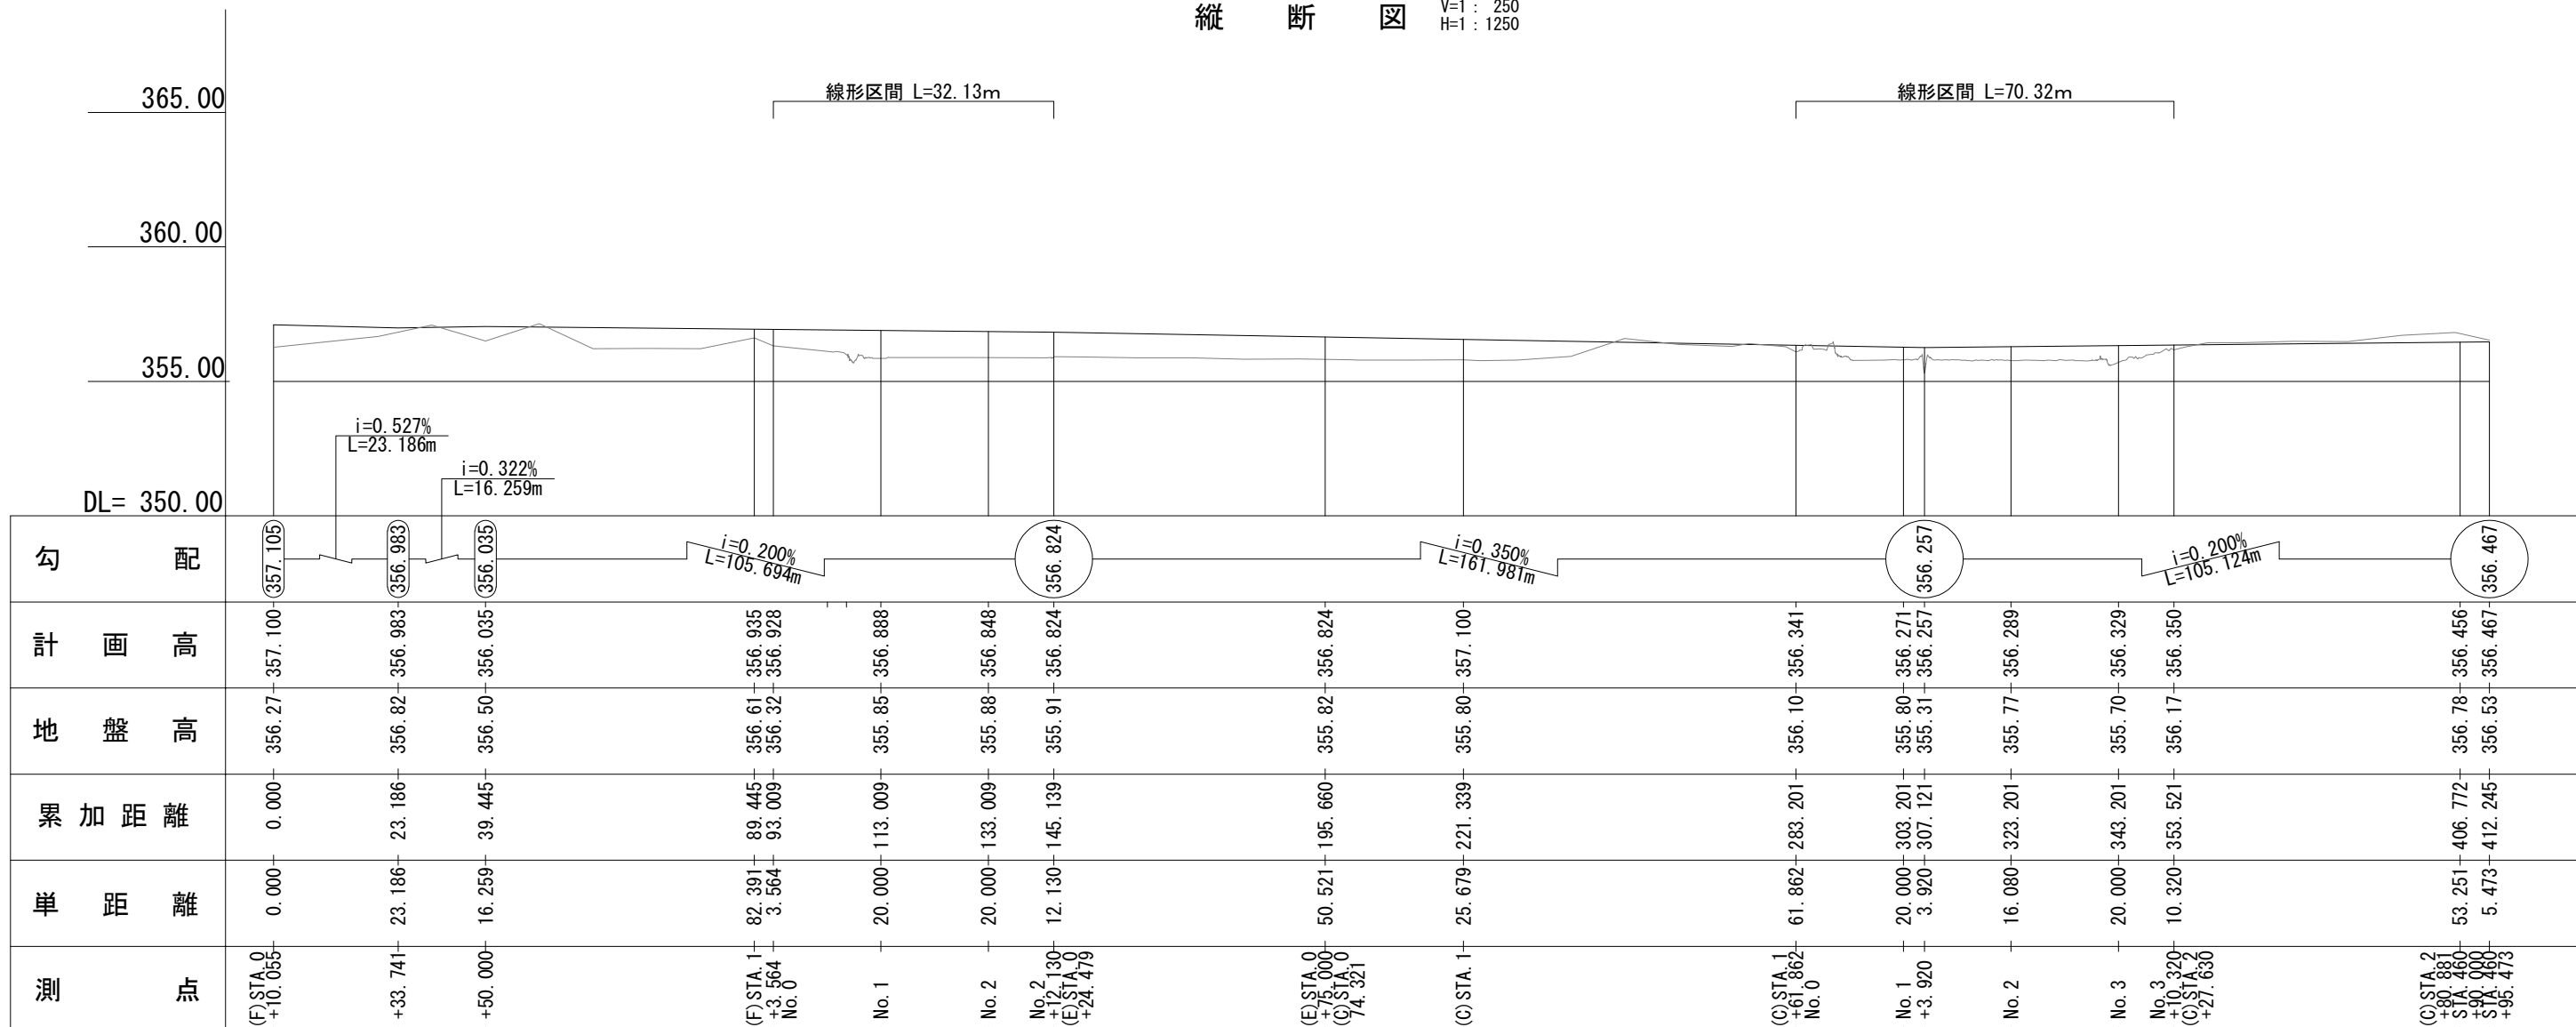 縦 断 図
V=1 : 250
H=1 : 1250
線形区間 L=32.13m
線形区間 L=70.32m
365.00
360.00
355.00
DL= 350.00
i=0.527%
L=23.186m
i=0.322%
L=16.259m
勾 配
357.105
356.983
356.035
i=0.200%
L=105.694m
356.824
i=0.350%
L=161.981m
356.257
i=0.200%
L=105.124m
356.467
計 画 高
357.100
356.983
356.035
356.935
356.928
356.888
356.848
356.824
356.824
357.100
356.341
356.271
356.257
356.289
356.329
356.350
356.456
356.467
地 盤 高
356.27
356.82
356.50
356.61
356.32
355.85
355.88
355.91
355.82
355.80
356.10
355.80
355.31
355.77
355.70
356.17
356.78
356.53
累 加 距 離
0.000
23.186
39.445
89.445
93.009
113.009
133.009
145.139
195.660
221.339
283.201
303.201
307.121
323.201
343.201
353.521
406.772
412.245
単 距 離
0.000
23.186
16.259
82.391
3.564
20.000
20.000
12.130
50.521
25.679
61.862
20.000
3.920
16.080
20.000
10.320
53.251
5.473
測 点
(F)STA.0
+10.055
+33.741
+50.000
(F)STA.1
+3.564
No.0
No.1
No.2
No.2
+12.130
(E)STA.0
+24.479
(E)STA.0
+75.000
(C)STA.0
74.321
(C)STA.1
(C)STA.1
+61.862
No.0
No.1
+3.920
No.2
No.3
No.3
+10.320
(C)STA.2
+27.630
(C)STA.2
+80.881
STA.460
+90.000
STA.460
+95.473